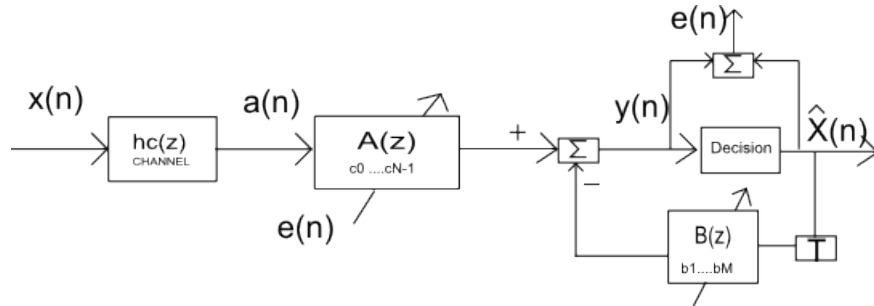 e(n)
x(n)
a(n)
y(n)
^
X(n)
hc(z)
CHANNEL
A(z)
c0 ....cN-1
+
Σ
Σ
Decision
−
e(n)
B(z)
b1....bM
T